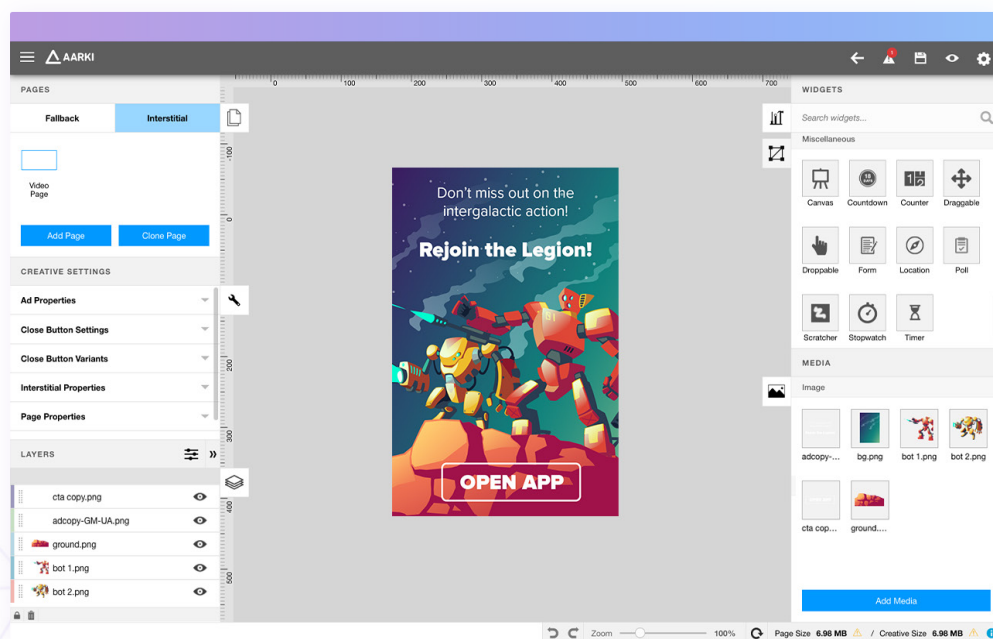 AARKI
1
PAGES
Fallback
Interstitial
Video
Page
Add Page
Clone Page
CREATIVE SETTINGS
Ad Properties
Close Button Settings
Close Button Variants
Interstitial Properties
Page Properties
LAYERS
cta copy.png
adcopy-GM-UA.png
ground.png
bot 1.png
bot 2.png
0
100
200
300
400
500
600
700
-100
0
200
300
400
500
Don't miss out on the
intergalactic action!
Rejoin the Legion!
OPEN APP
Zoom
100%
Page Size 6.98 MB / Creative Size 6.98 MB
WIDGETS
Search widgets...
Miscellaneous
Canvas
Countdown
Counter
Draggable
Droppable
Form
Location
Poll
Scratcher
Stopwatch
Timer
MEDIA
Image
adcopy-...
bg.png
bot 1.png
bot 2.png
cta cop...
ground....
Add Media